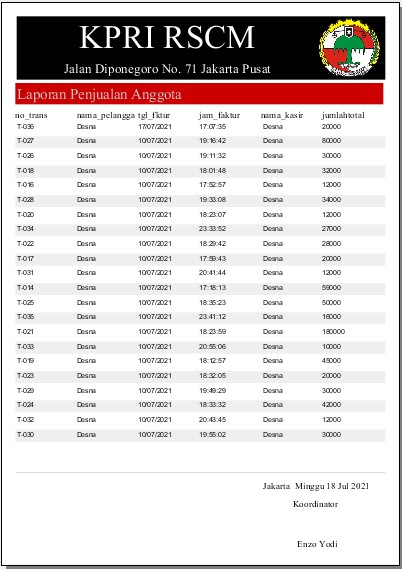 KPRI RSCM
Jalan Diponegoro No. 71 Jakarta Pusat
Laporan Penjualan Anggota
no_trans nama_pelangga tgl_fktur jam_faktur nama_kasir jumlahtotal
T-036 Desna 17/07/2021 17:07:35 Desna 20000
T-027 Desna 10/07/2021 19:16:42 Desna 80000
T-026 Desna 10/07/2021 19:11:32 Desna 30000
T-018 Desna 10/07/2021 18:01:48 Desna 32000
T-016 Desna 10/07/2021 17:52:57 Desna 12000
T-028 Desna 10/07/2021 19:33:08 Desna 34000
T-020 Desna 10/07/2021 18:23:07 Desna 12000
T-034 Desna 10/07/2021 23:33:52 Desna 27000
T-022 Desna 10/07/2021 18:29:42 Desna 28000
T-017 Desna 10/07/2021 17:59:43 Desna 20000
T-031 Desna 10/07/2021 20:41:44 Desna 12000
T-014 Desna 10/07/2021 17:18:13 Desna 59000
T-025 Desna 10/07/2021 18:35:23 Desna 50000
T-035 Desna 10/07/2021 23:41:12 Desna 16000
T-021 Desna 10/07/2021 18:23:59 Desna 180000
T-033 Desna 10/07/2021 20:55:06 Desna 10000
T-019 Desna 10/07/2021 18:12:57 Desna 45000
T-023 Desna 10/07/2021 18:32:05 Desna 20000
T-029 Desna 10/07/2021 19:49:29 Desna 30000
T-024 Desna 10/07/2021 18:33:32 Desna 42000
T-032 Desna 10/07/2021 20:43:45 Desna 12000
T-030 Desna 10/07/2021 19:55:02 Desna 30000
Jakarta Minggu 18 Jul 2021
Koordinator
Enzo Yodi